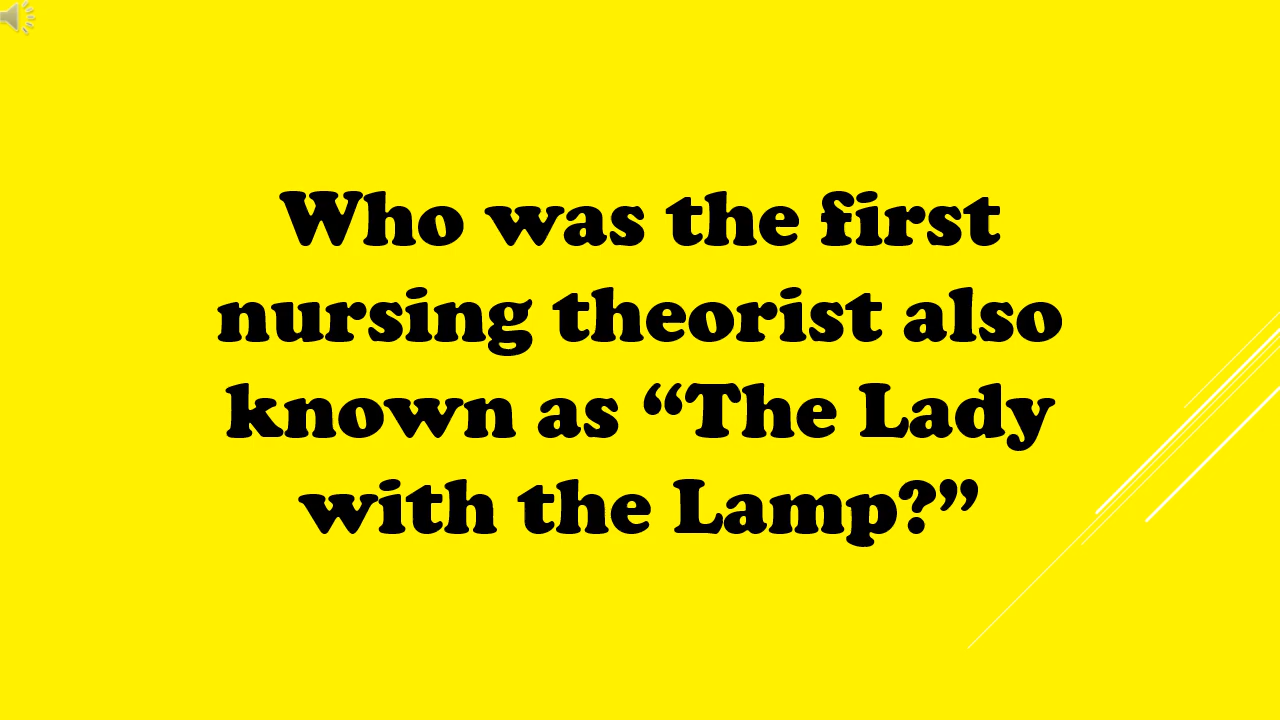 Who was the first
nursing theorist also
known as “The Lady
with the Lamp?”